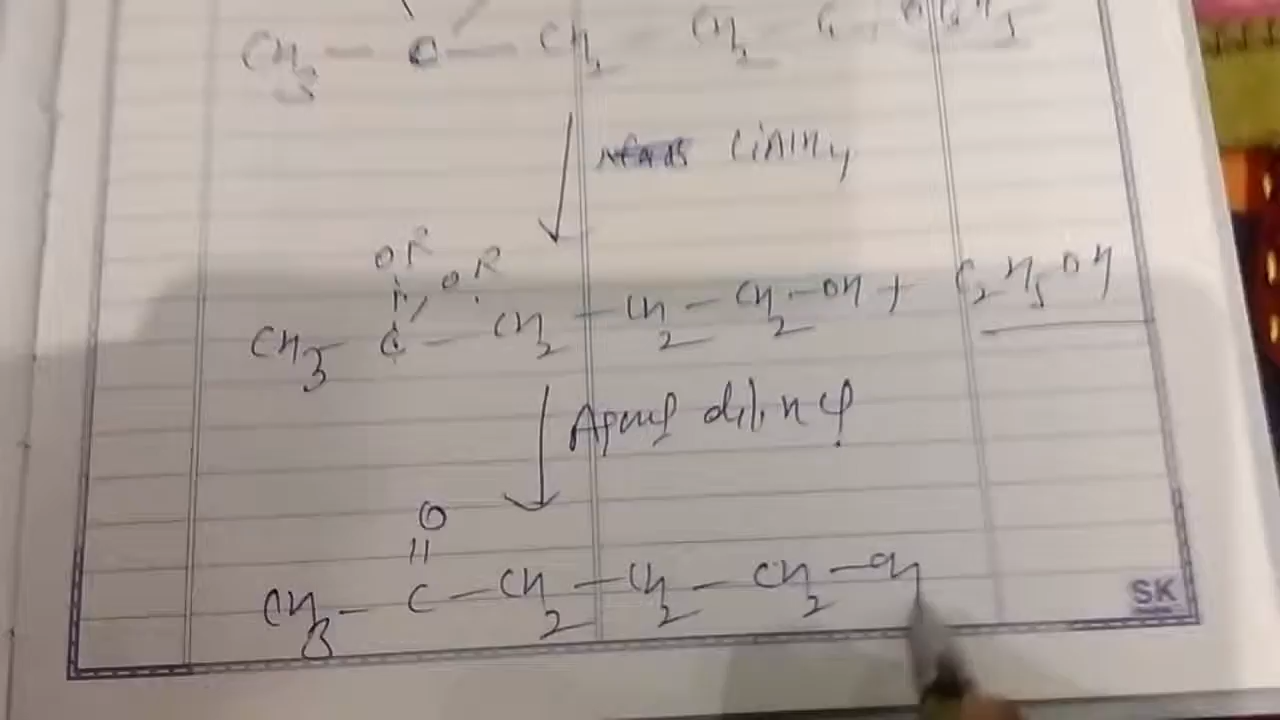 CH3 — C — CH2 — CH2 — C
LiAlH4
OR
OR
CH3 — C — CH2 — CH2 — CH2 — OH + C2H5OH
dil. HCl
O
||
CH3 — C — CH2 — CH2 — CH2 — OH
SK